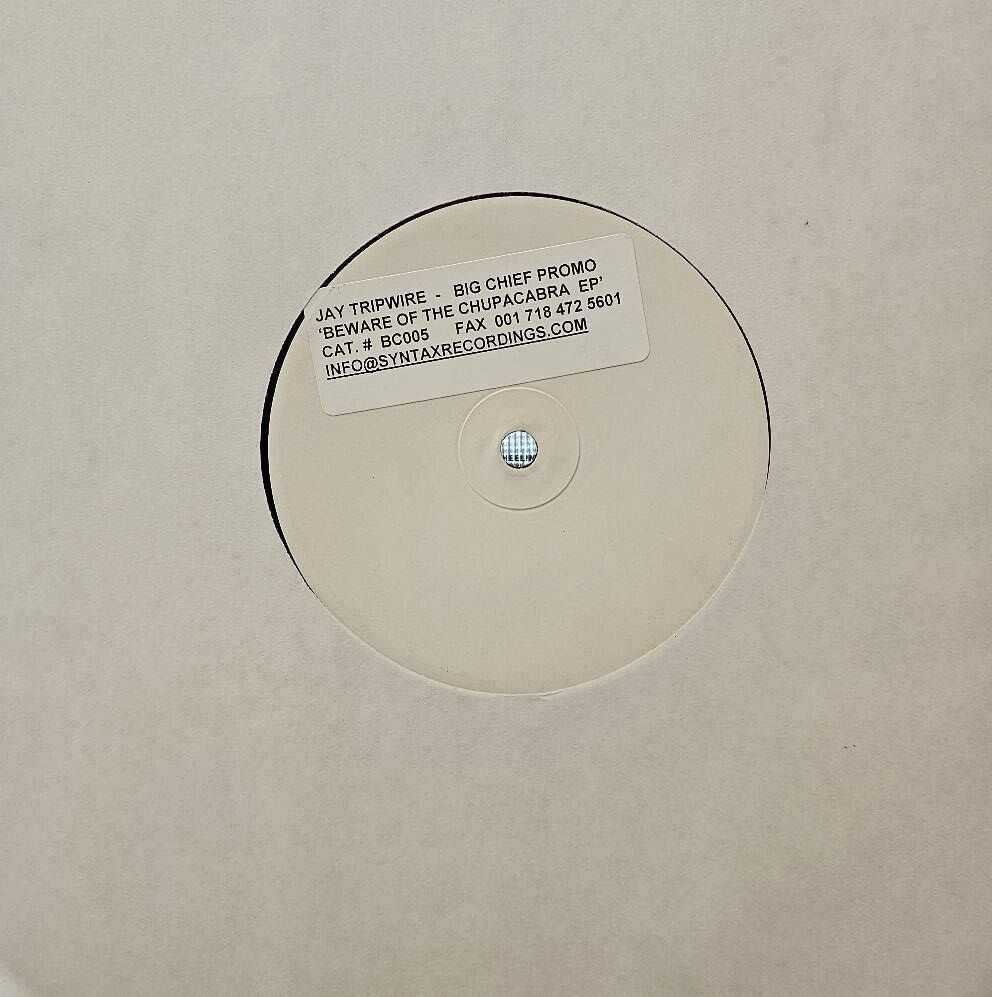 JAY TRIPWIRE - BIG CHIEF PROMO
'BEWARE OF THE CHUPACABRA EP'
CAT. # BC005 FAX 001 718 472 5601
INFO@SYNTAXRECORDINGS.COM